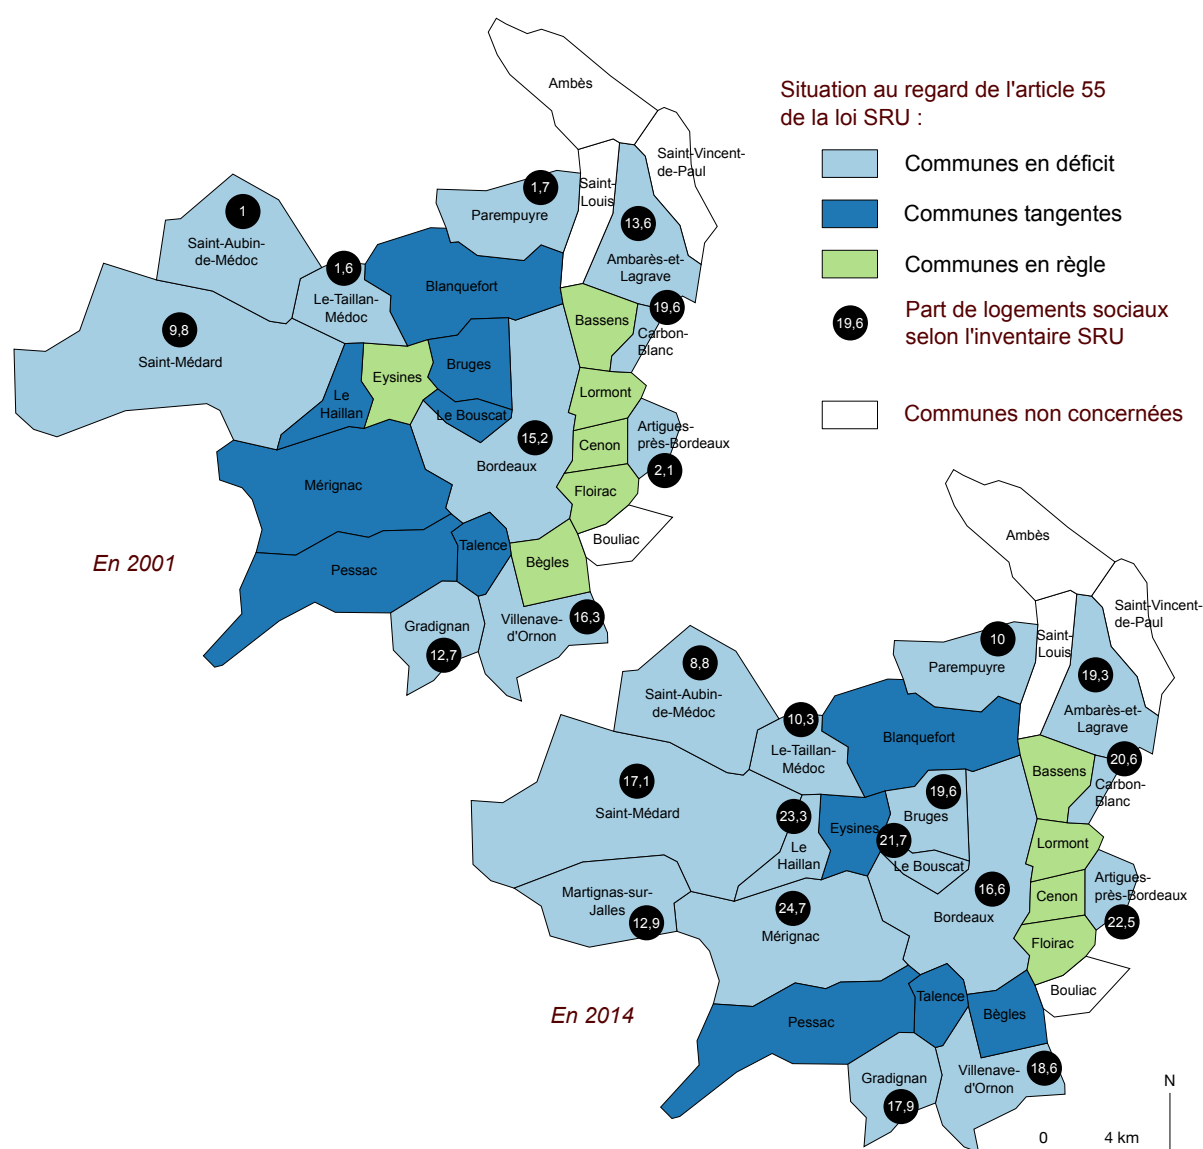 Situation au regard de l'article 55
de la loi SRU :
Communes en déficit
Communes tangentes
Communes en règle
19,6
Part de logements sociaux
selon l'inventaire SRU
Communes non concernées
Ambès
Saint-Vincent-
de-Paul
Saint-
Louis
1,7
Parempuyre
13,6
Ambarès-et-
Lagrave
1
Saint-Aubin-
de-Médoc
1,6
Le-Taillan-
Médoc
Blanquefort
19,6
Carbon-
Blanc
Bassens
9,8
Saint-Médard
Eysines
Bruges
Le
Haillan
Le Bouscat
Lormont
Artigues-
près-Bordeaux
2,1
15,2
Bordeaux
Cenon
Mérignac
Floirac
Bouliac
Talence
Bègles
Pessac
En 2001
Gradignan
12,7
Villenave-
d'Ornon
16,3
Ambès
Saint-Vincent-
de-Paul
Saint-
Louis
10
Parempuyre
19,3
Ambarès-et-
Lagrave
8,8
Saint-Aubin-
de-Médoc
10,3
Le-Taillan-
Médoc
Blanquefort
20,6
Carbon-
Blanc
Bassens
17,1
Saint-Médard
23,3
Le
Haillan
Eysines
19,6
Bruges
21,7
Le Bouscat
Lormont
Artigues-
près-Bordeaux
22,5
Martignas-sur-
Jalles
12,9
24,7
Mérignac
16,6
Bordeaux
Cenon
Floirac
Bouliac
Talence
Bègles
Pessac
En 2014
Gradignan
17,9
Villenave-
d'Ornon
18,6
N
0 4 km